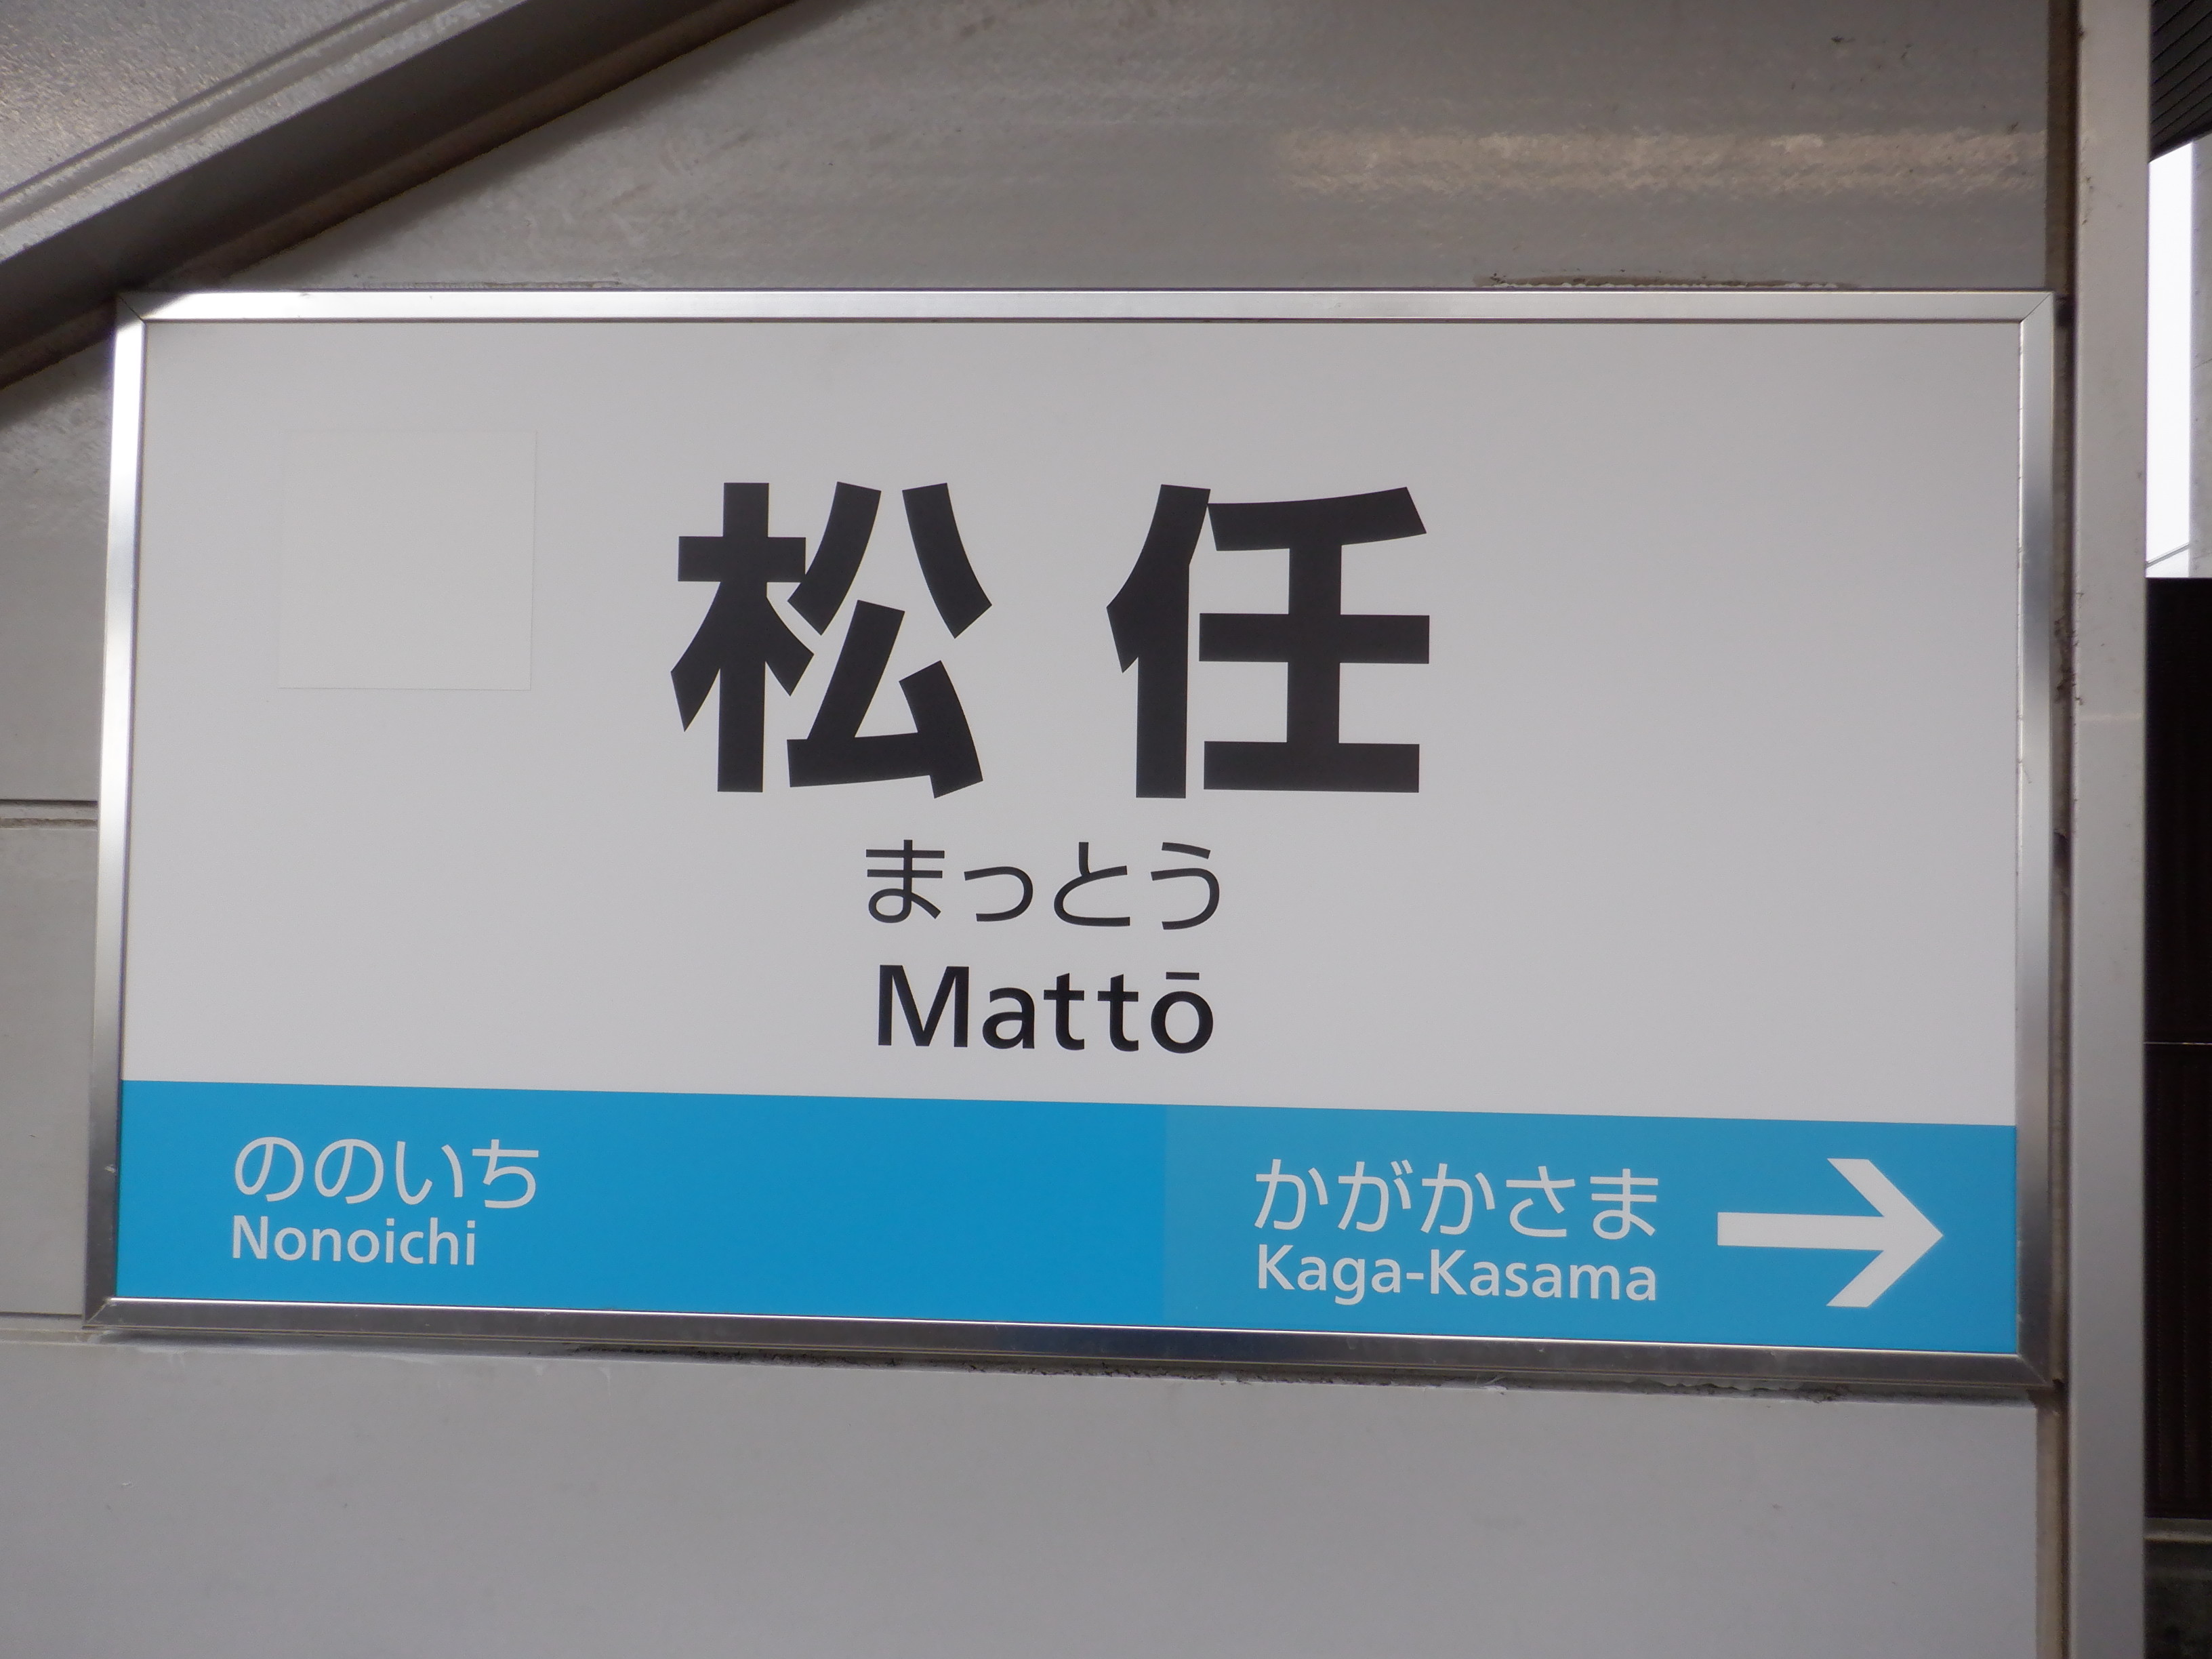 松任
まっとう
Mattō
ののいち
Nonoichi
かがかさま →
Kaga-Kasama